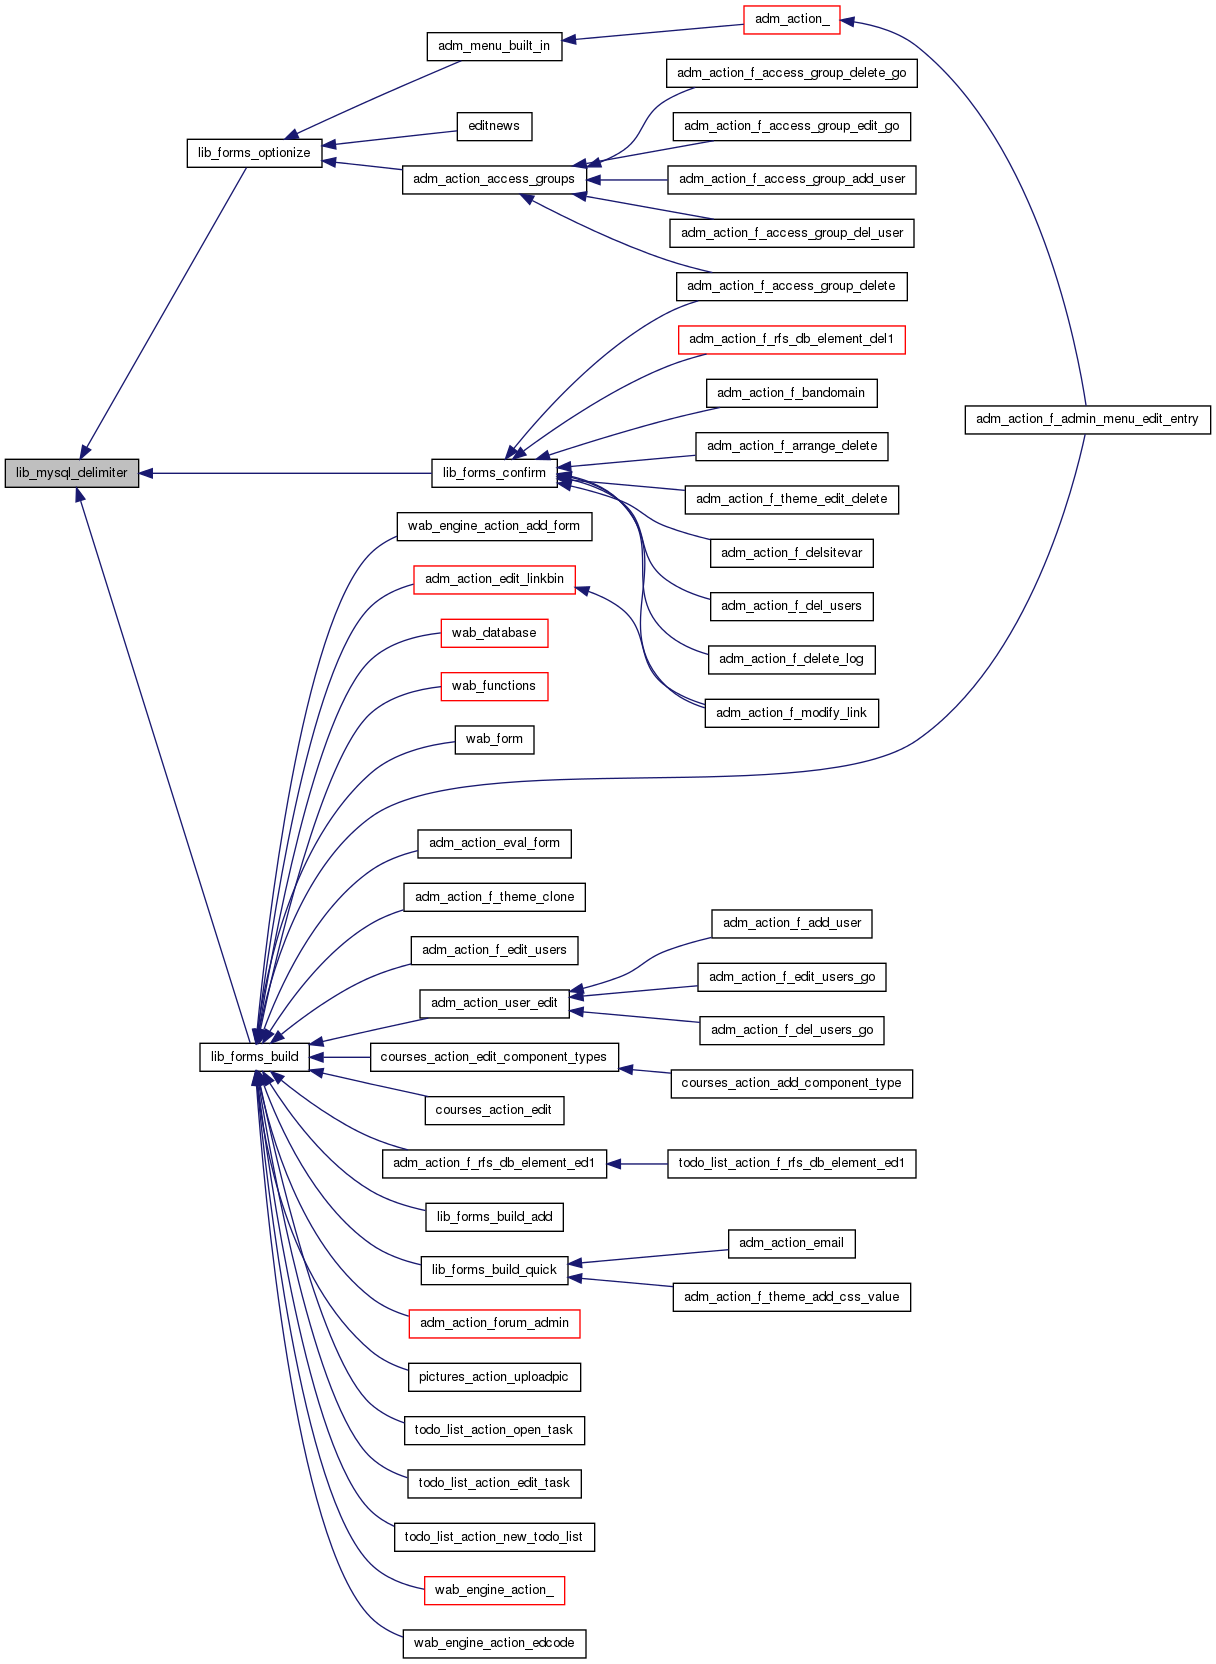 adm_action_
adm_menu_built_in
adm_action_f_access_group_delete_go
editnews
adm_action_f_access_group_edit_go
lib_forms_optionize
adm_action_access_groups
adm_action_f_access_group_add_user
adm_action_f_access_group_del_user
adm_action_f_access_group_delete
adm_action_f_rfs_db_element_del1
adm_action_f_bandomain
adm_action_f_admin_menu_edit_entry
adm_action_f_arrange_delete
lib_mysql_delimiter
lib_forms_confirm
adm_action_f_theme_edit_delete
wab_engine_action_add_form
adm_action_f_delsitevar
adm_action_edit_linkbin
adm_action_f_del_users
wab_database
adm_action_f_delete_log
wab_functions
adm_action_f_modify_link
wab_form
adm_action_eval_form
adm_action_f_theme_clone
adm_action_f_add_user
adm_action_f_edit_users
adm_action_f_edit_users_go
adm_action_user_edit
adm_action_f_del_users_go
lib_forms_build
courses_action_edit_component_types
courses_action_add_component_type
courses_action_edit
adm_action_f_rfs_db_element_ed1
todo_list_action_f_rfs_db_element_ed1
lib_forms_build_add
adm_action_email
lib_forms_build_quick
adm_action_f_theme_add_css_value
adm_action_forum_admin
pictures_action_uploadpic
todo_list_action_open_task
todo_list_action_edit_task
todo_list_action_new_todo_list
wab_engine_action_
wab_engine_action_edcode